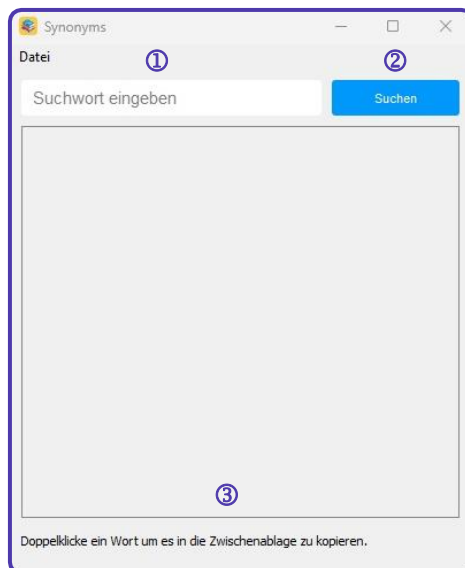 Synonyms
Datei
①
②
Suchwort eingeben
Suchen
③
Doppelklicke ein Wort um es in die Zwischenablage zu kopieren.